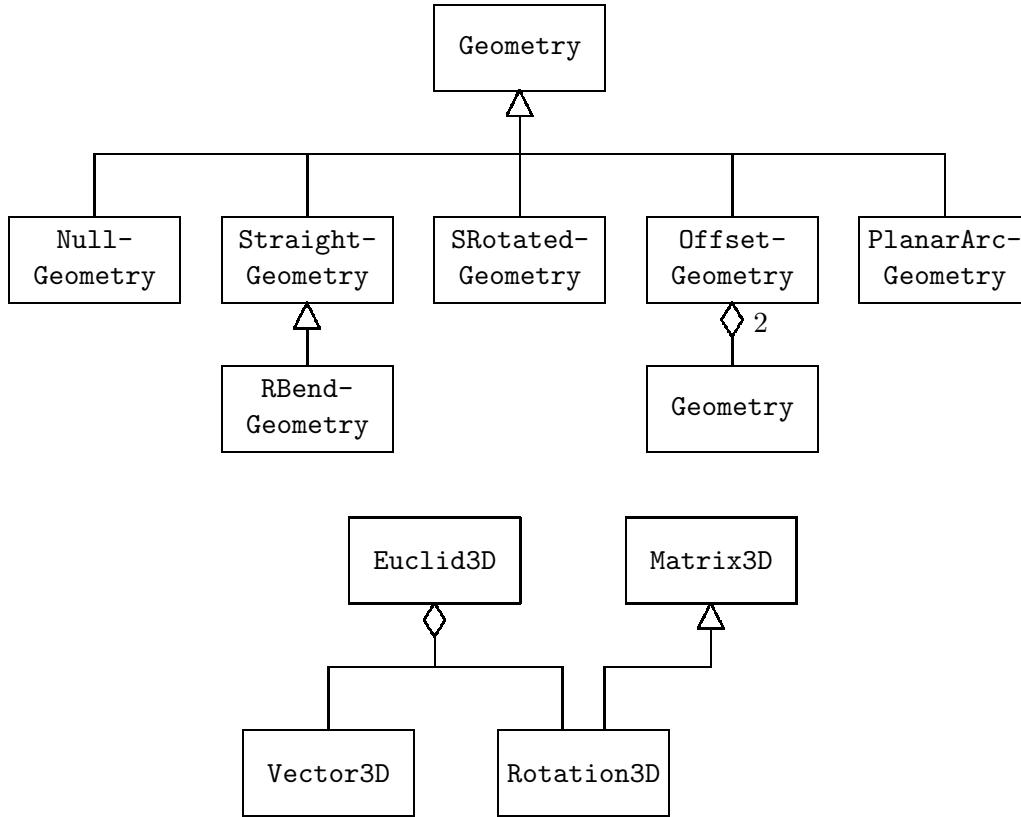 Geometry
Null-
Geometry
Straight-
Geometry
SRotated-
Geometry
Offset-
Geometry
PlanarArc-
Geometry
2
RBend-
Geometry
Geometry
Euclid3D
Matrix3D
Vector3D
Rotation3D